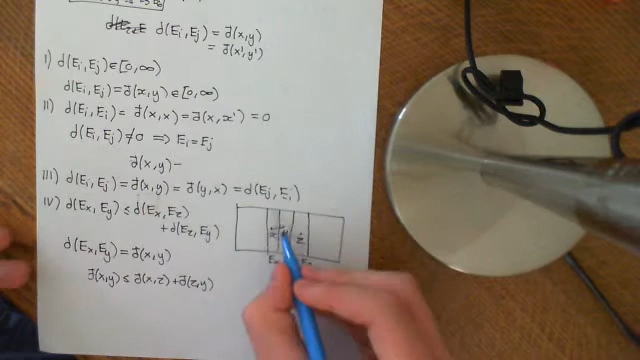 d(Ei, Ej) = d̄(x,y)
= d̄(x',y')
I) d(Ei, Ej) ∈ [0, ∞)
d(Ei, Ej) = d̄(x,y) ∈ [0, ∞)
II) d(Ei, Ei) = d̄(x,x) = d̄(x,x') = 0
d(Ei, Ej) ≠ 0 ⟹ Ei = Ej
d̄(x,y) –
III) d(Ei, Ej) = d̄(x,y) = d̄(y,x) = d(Ej, Ei)
IV) d(Ex, Ey) ≤ d(Ex, Ez)
+ d(Ez, Ey)
d(Ex, Ey) = d̄(x,y)
d̄(x,y) ≤ d̄(x,z) + d̄(z,y)
z